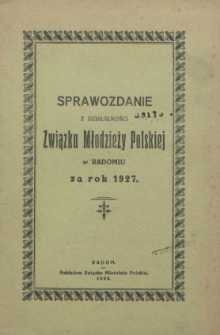 SPRAWOZDANIE
Z DZIAŁALNOŚCI
Związku Młodzieży Polskiej
w RADOMIU
za rok 1927.
RADOM.
Nakładem Związku Młodzieży Polskiej.